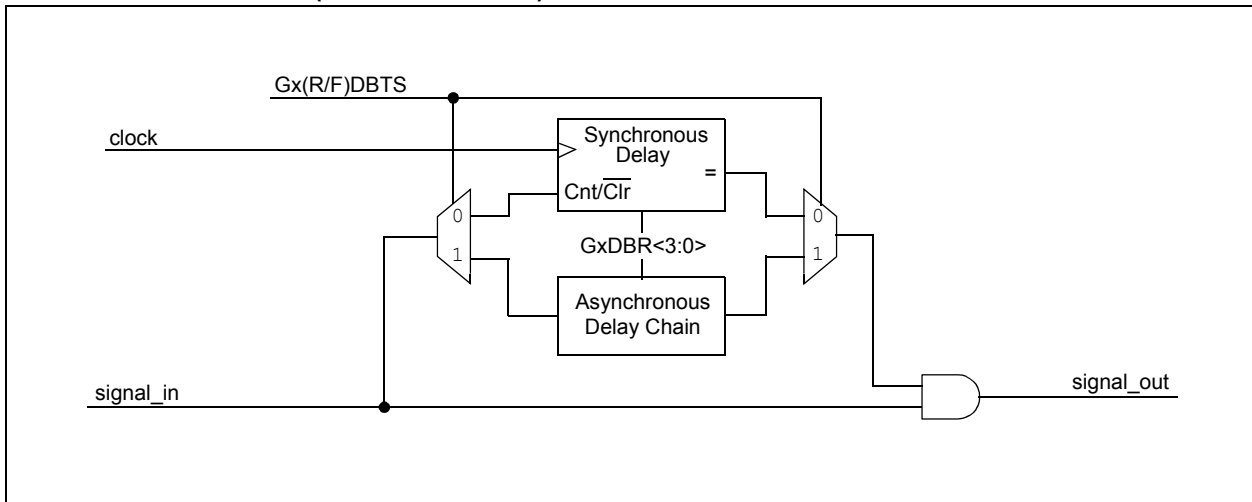 Gx(R/F)DBTS
clock
Synchronous
Delay
=
Cnt/Clr
0
0
GxDBR<3:0>
1
1
Asynchronous
Delay Chain
signal_in
signal_out